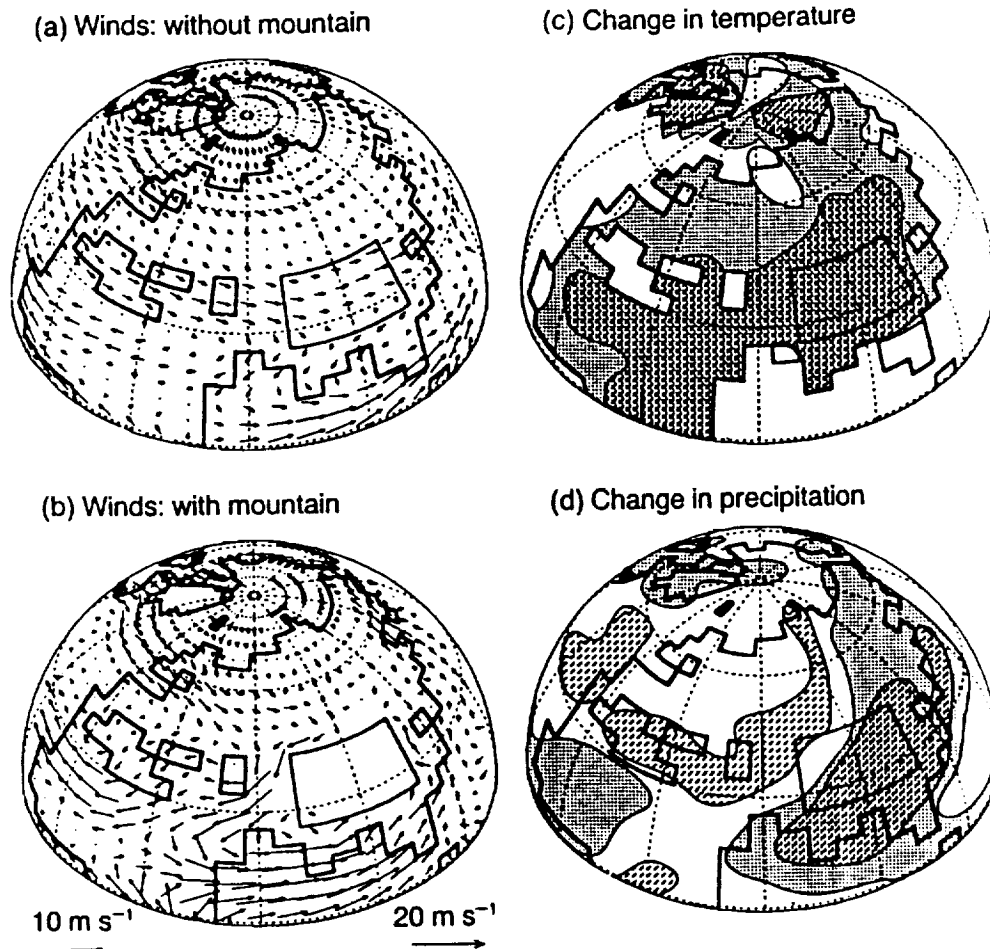 (a) Winds: without mountain
(c) Change in temperature
(b) Winds: with mountain
(d) Change in precipitation
10 m s⁻¹
20 m s⁻¹